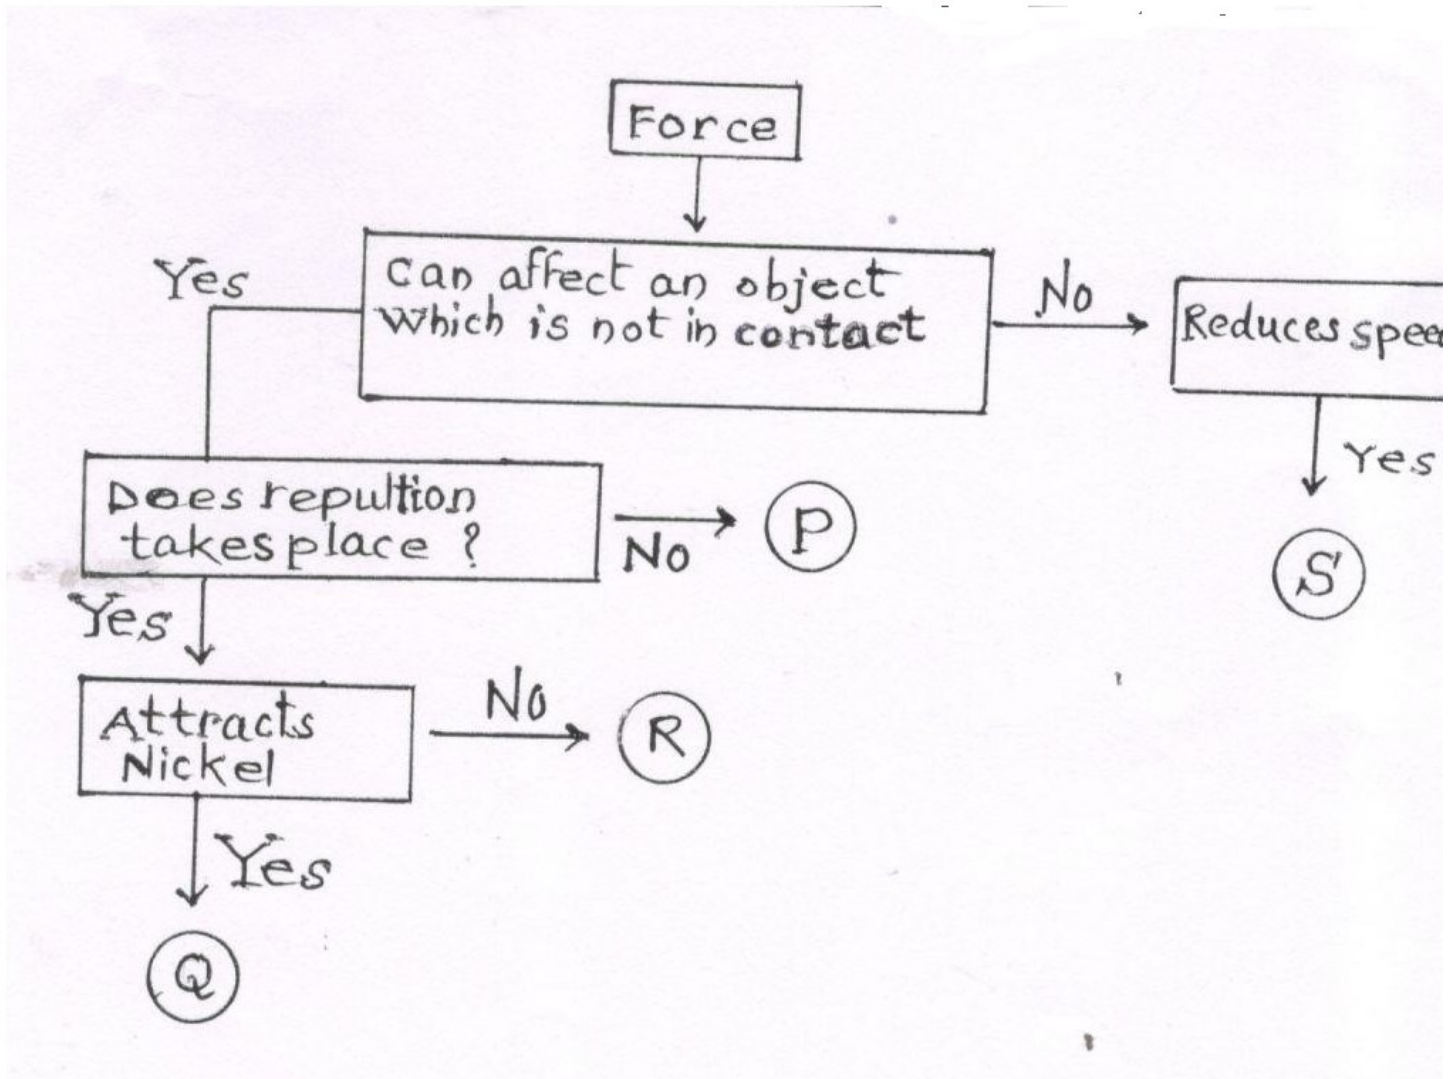 Force
Can affect an object
Which is not in contact
Yes
No
Reduces spee
Yes
Does repultion
takes place ?
No
P
S
Yes
Attracts
Nickel
No
R
Yes
Q